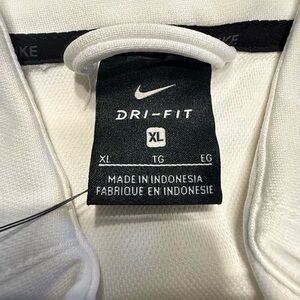 DRI-FIT
XL
XL TG EG
MADE IN INDONESIA
FABRIQUE EN INDONESIE